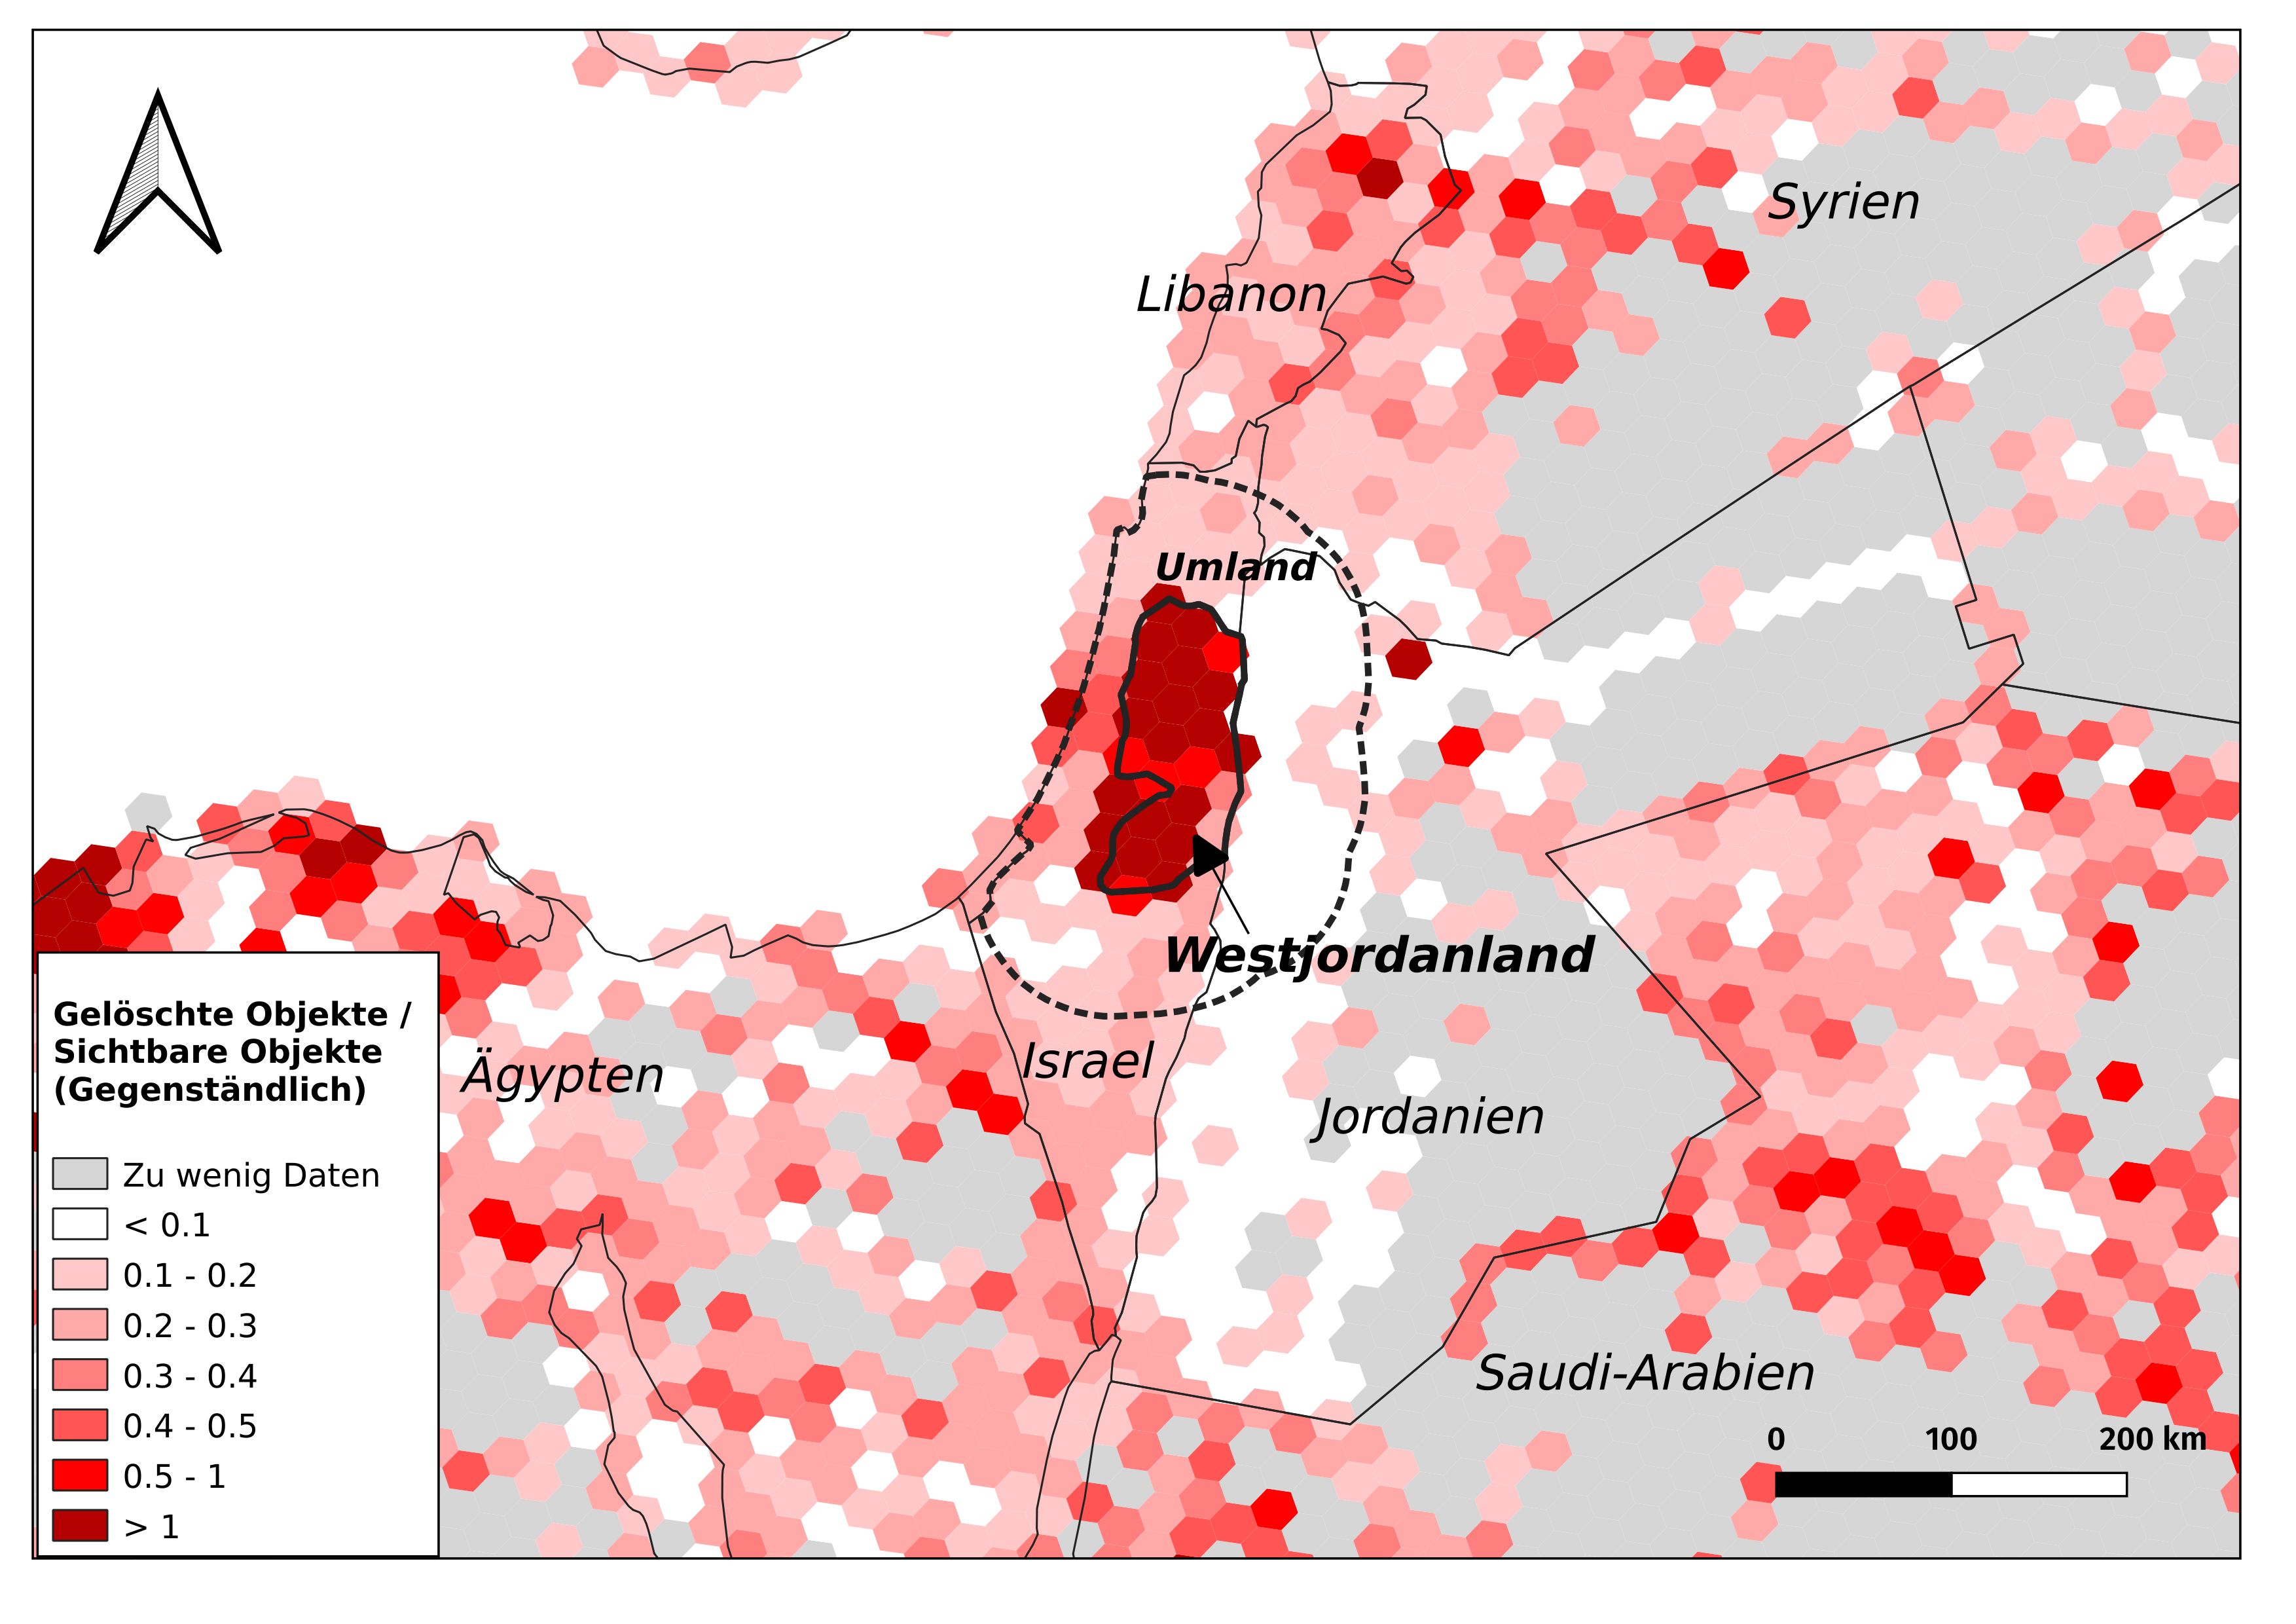 Syrien
Libanon
Umland
Westjordanland
Israel
Ägypten
Jordanien
Saudi-Arabien
Gelöschte Objekte /
Sichtbare Objekte
(Gegenständlich)
Zu wenig Daten
< 0.1
0.1 - 0.2
0.2 - 0.3
0.3 - 0.4
0.4 - 0.5
0.5 - 1
> 1
0 100 200 km